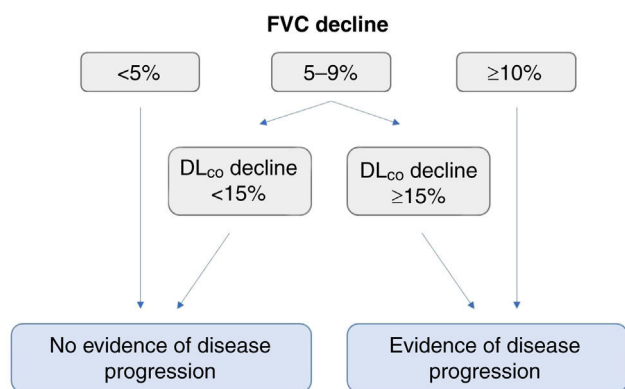 FVC decline
<5%
5–9%
≥10%
DLco decline
<15%
DLco decline
≥15%
No evidence of disease
progression
Evidence of disease
progression